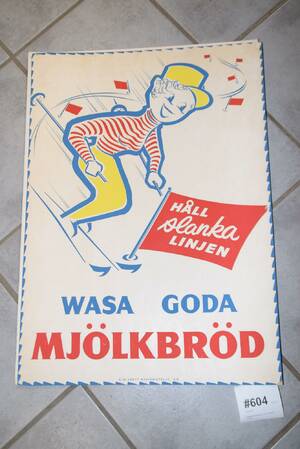 HÅLL
slanka
LINJEN
WASA GODA
MJÖLKBRÖD
#604